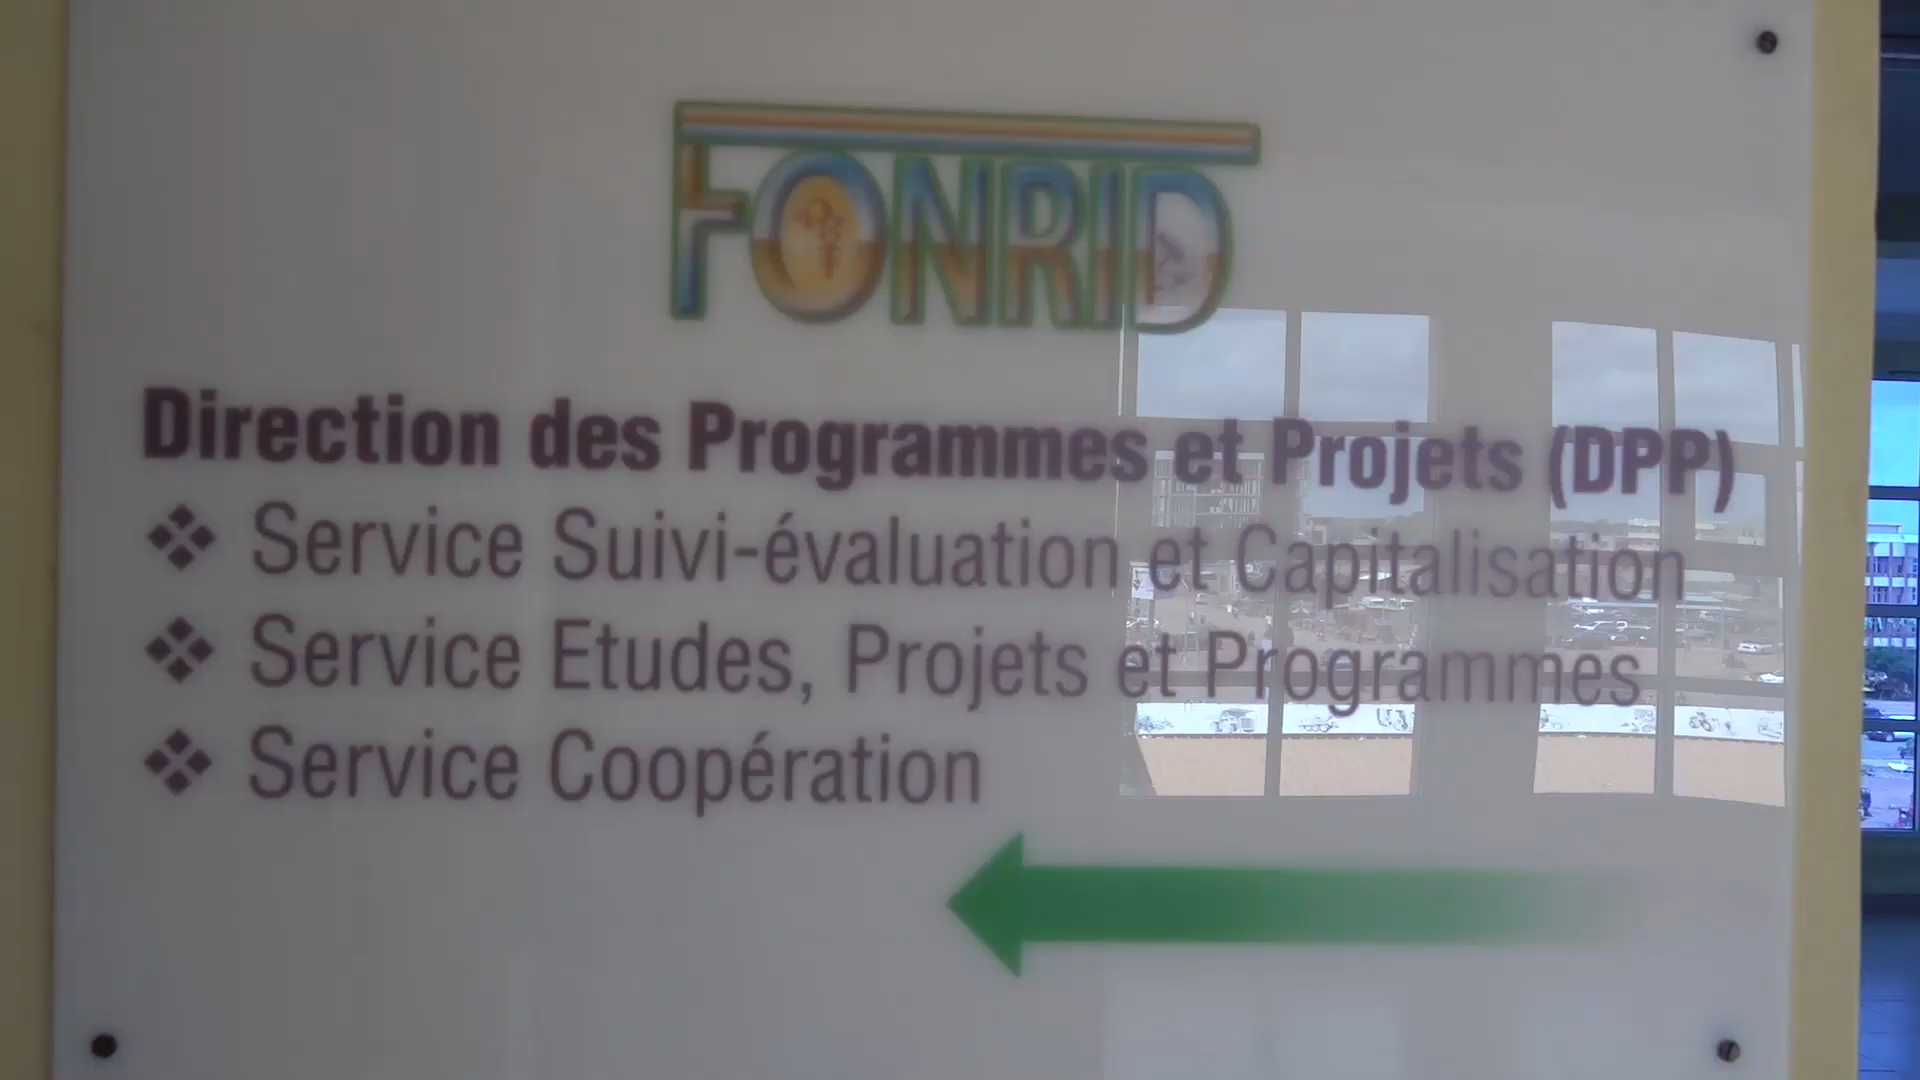 FONRID
Direction des Programmes et Projets (DPP)
❖ Service Suivi-évaluation et Capitalisation
❖ Service Etudes, Projets et Programmes
❖ Service Coopération